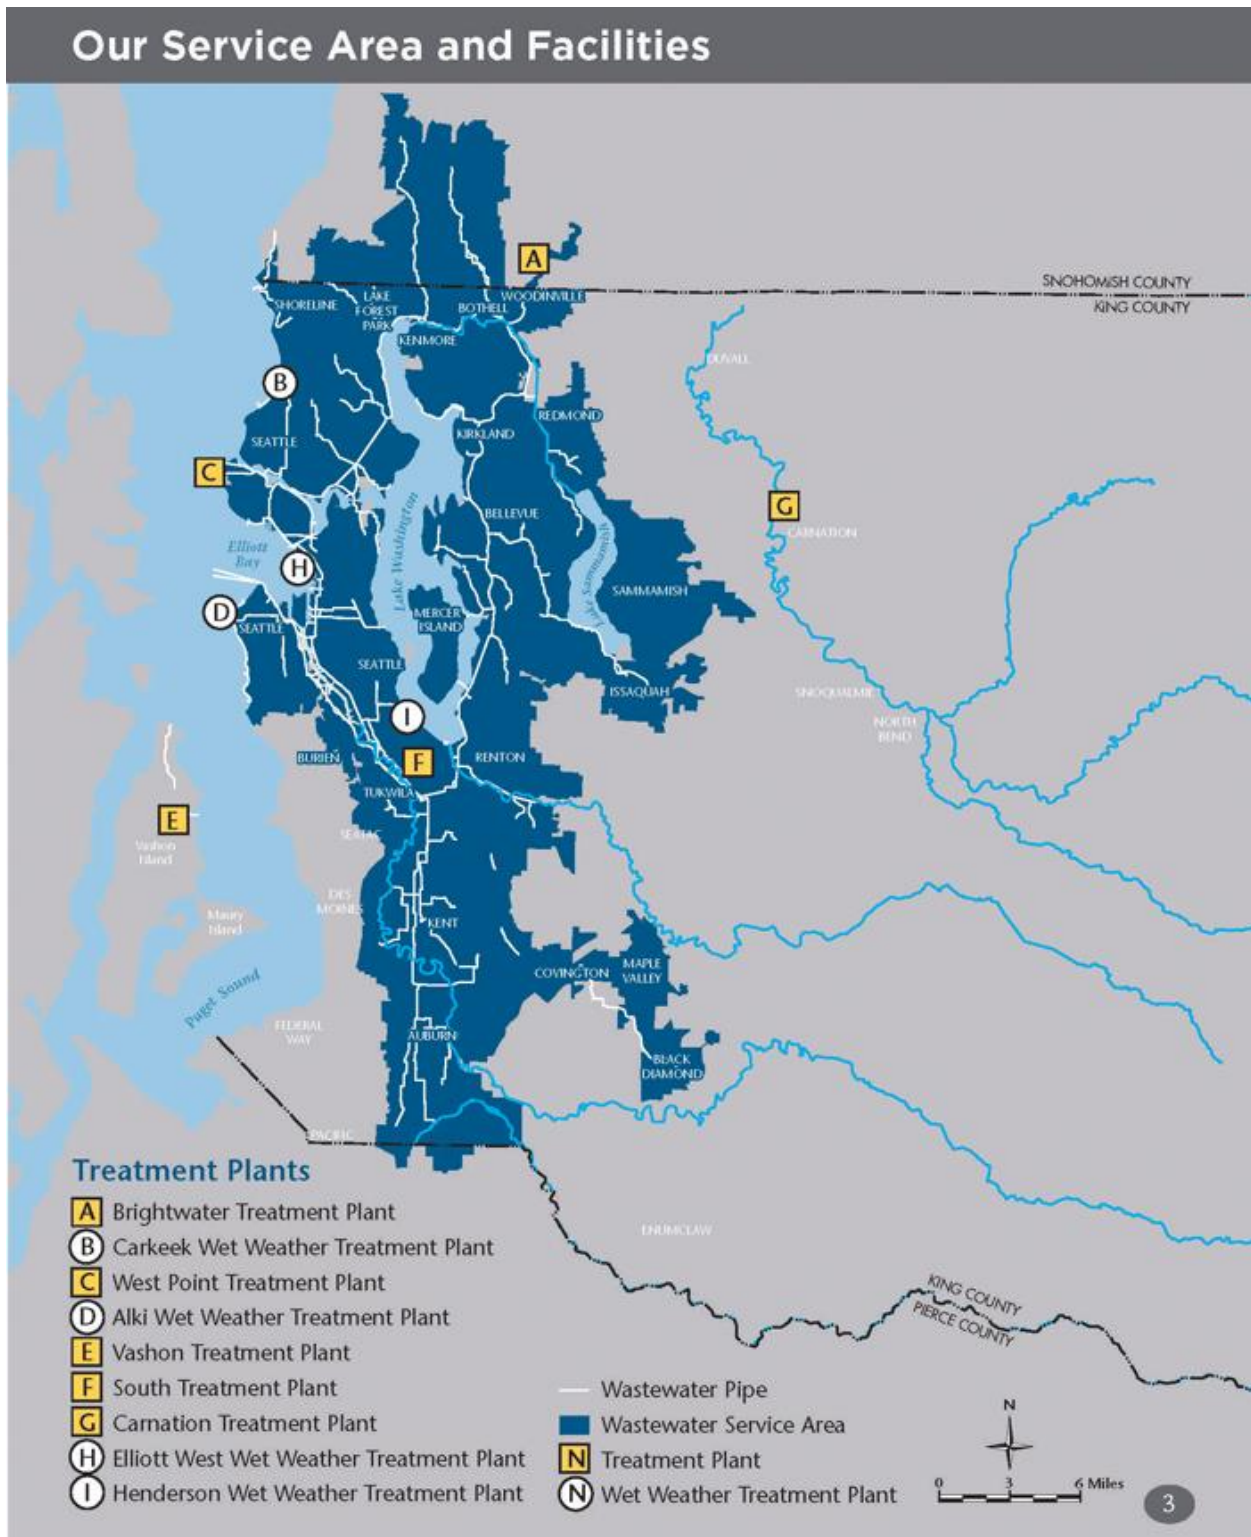 Our Service Area and Facilities
SNOHOMISH COUNTY
KING COUNTY
A
WOODINVILLE
SHORELINE
LAKE
FOREST
PARK
BOTHELL
KENMORE
DUVALL
B
REDMOND
SEATTLE
KIRKLAND
C
G
BELLEVUE
CARNATION
Elliott
Bay
H
Lake Washington
Lake Sammamish
SAMMAMISH
D
MERCER
ISLAND
SEATTLE
SEATTLE
ISSAQUAH
SNOQUALMIE
NORTH
BEND
I
BURIEN
F
RENTON
TUKWILA
E
SEATAC
Vashon
Island
DES
MOINES
Maury
Island
KENT
COVINGTON
MAPLE
VALLEY
Puget Sound
FEDERAL
WAY
AUBURN
BLACK
DIAMOND
PACIFIC
ENUMCLAW
KING COUNTY
PIERCE COUNTY
Treatment Plants
A Brightwater Treatment Plant
B Carkeek Wet Weather Treatment Plant
C West Point Treatment Plant
D Alki Wet Weather Treatment Plant
E Vashon Treatment Plant
F South Treatment Plant
G Carnation Treatment Plant
H Elliott West Wet Weather Treatment Plant
I Henderson Wet Weather Treatment Plant
Wastewater Pipe
Wastewater Service Area
N Treatment Plant
N Wet Weather Treatment Plant
N
0 3 6 Miles
3